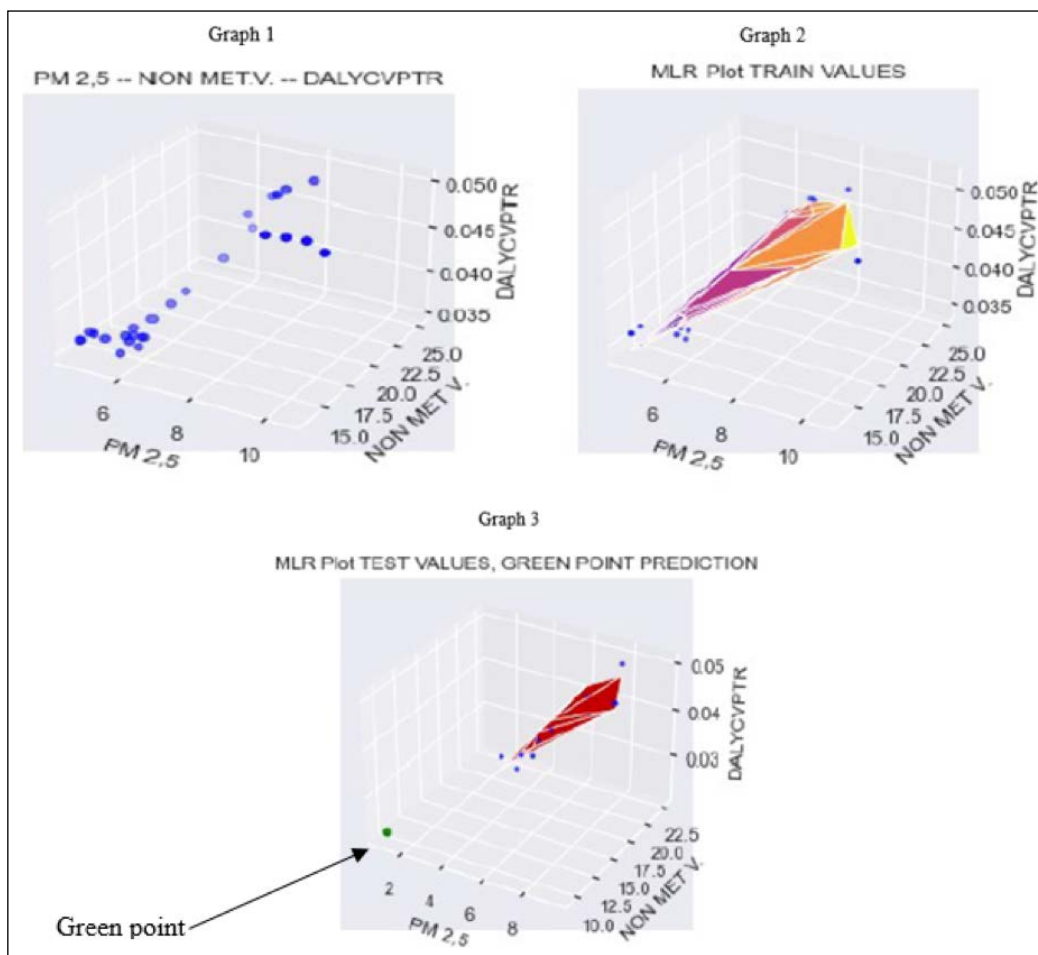 Graph 1
PM 2,5 -- NON MET.V. -- DALYCVPTR
0.050
0.045
0.040
0.035
DALYCVPTR
25.0
22.5
20.0
17.5
15.0
NON MET V.
6
8
10
PM 2,5
Graph 2
MLR Plot TRAIN VALUES
0.050
0.045
0.040
0.035
DALYCVPTR
25.0
22.5
20.0
17.5
15.0
NON MET V.
6
8
10
PM 2,5
Graph 3
MLR Plot TEST VALUES, GREEN POINT PREDICTION
0.05
0.04
0.03
DALYCVPTR
22.5
20.0
17.5
15.0
12.5
10.0
NON MET V.
2
4
6
8
PM 2,5
Green point